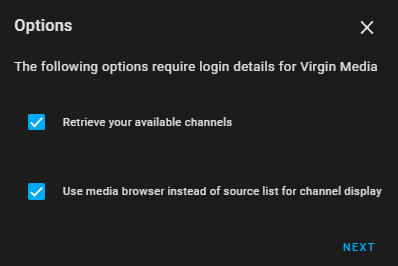 Options
The following options require login details for Virgin Media
Retrieve your available channels
Use media browser instead of source list for channel display
NEXT